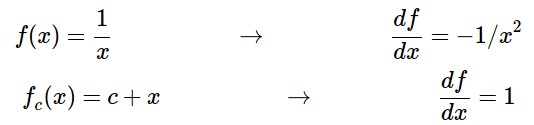 f(x) = 1/x → df/dx = −1/x²
f_c(x) = c + x → df/dx = 1